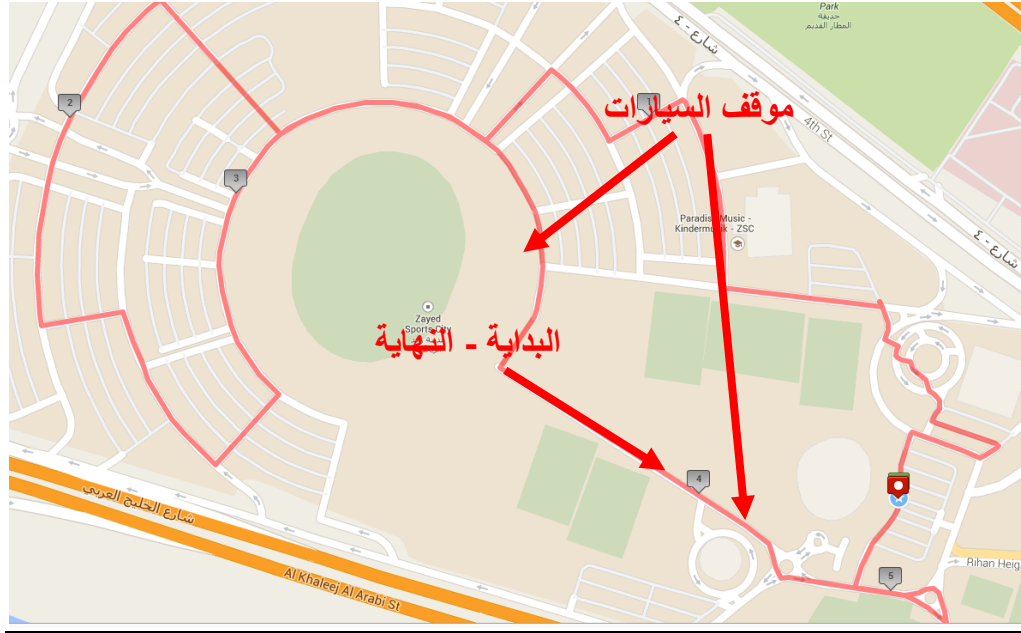 Park
حديقة
المطار القديم
شارع - ٤
2
1
موقف السيارات
4th St
3
Paradise Music -
Kindermusik - ZSC
شارع - ٤
Zayed
Sports City
البداية - النهاية
4
شارع الخليج العربي
Al Khaleej Al Arabi St
Rihan Heig
5